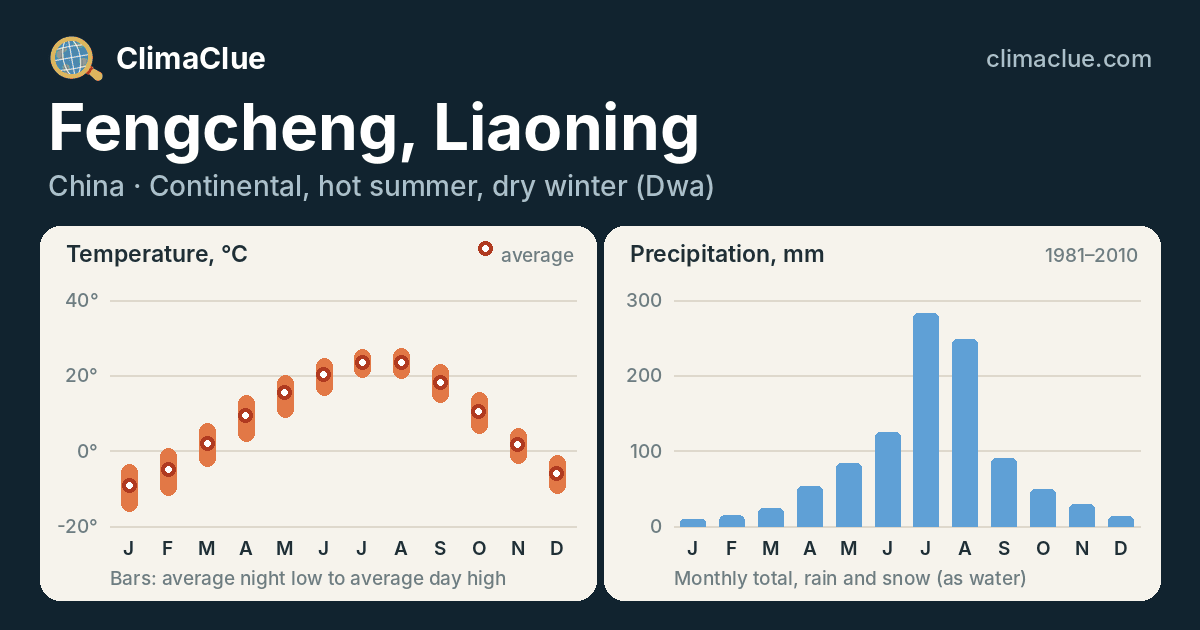 ClimaClue
climaclue.com
Fengcheng, Liaoning
China · Continental, hot summer, dry winter (Dwa)
Temperature, °C
average
40°
20°
0°
-20°
J F M A M J J A S O N D
Bars: average night low to average day high
Precipitation, mm
1981–2010
300
200
100
0
J F M A M J J A S O N D
Monthly total, rain and snow (as water)